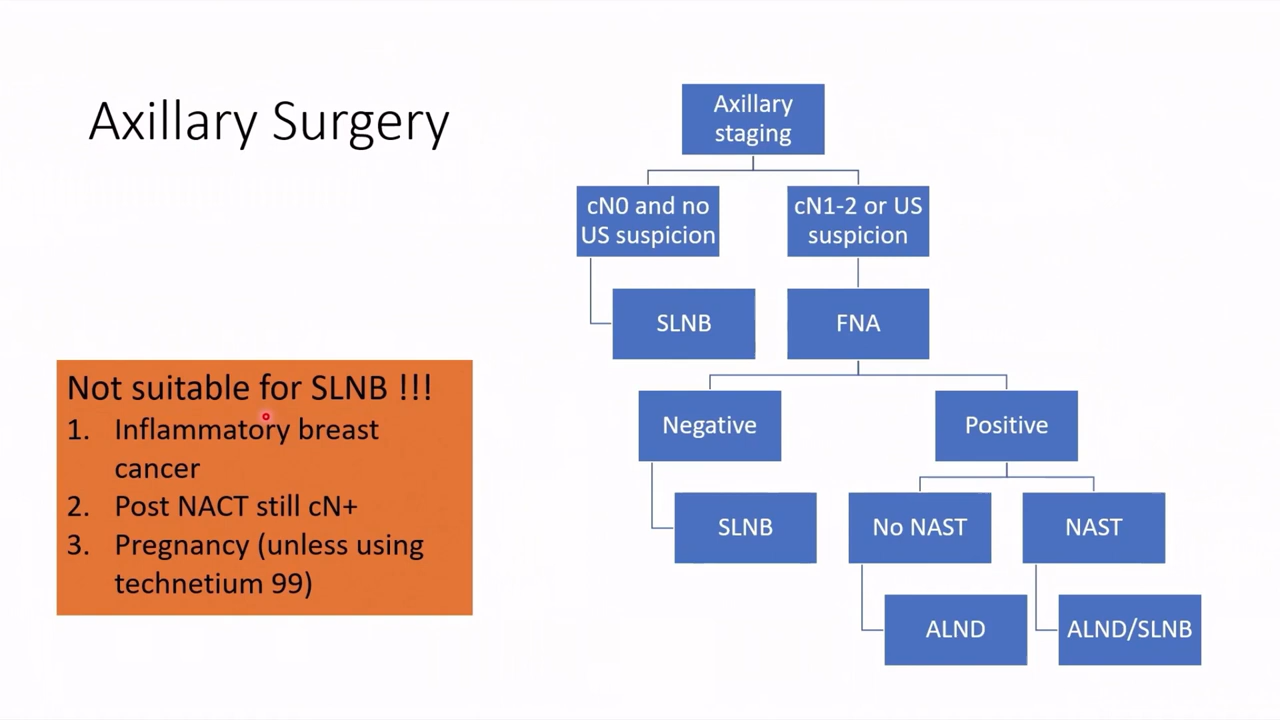 Axillary Surgery
Not suitable for SLNB !!!
1. Inflammatory breast
cancer
2. Post NACT still cN+
3. Pregnancy (unless using
technetium 99)
Axillary
staging
cN0 and no
US suspicion
cN1-2 or US
suspicion
SLNB
FNA
Negative
Positive
SLNB
No NAST
NAST
ALND
ALND/SLNB